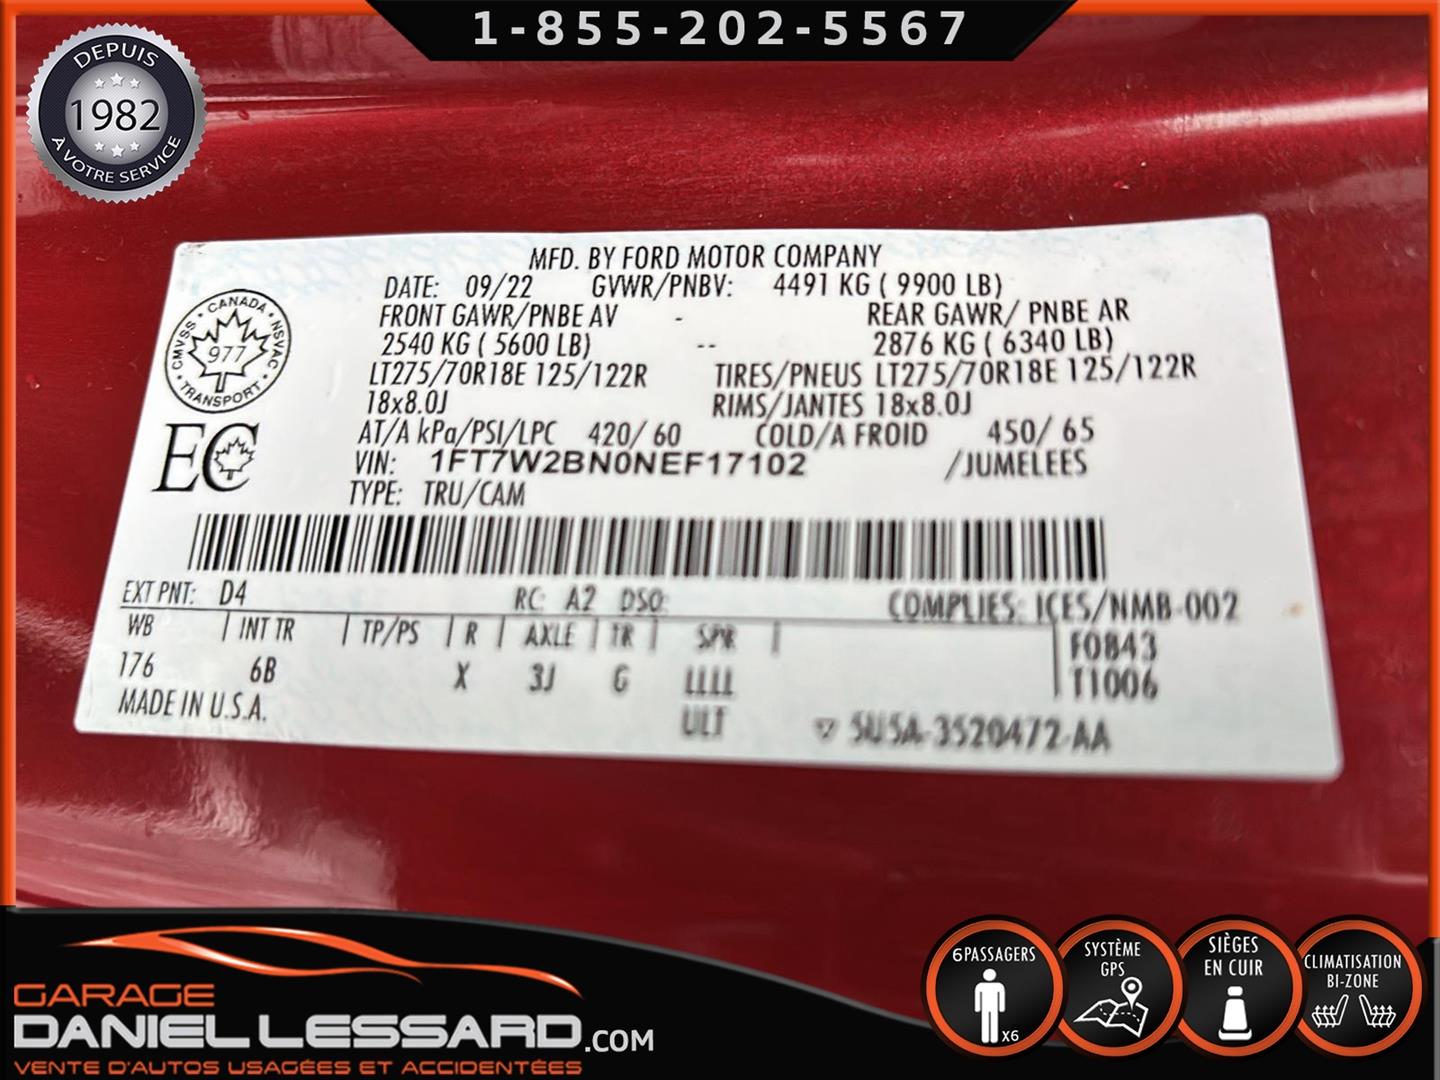 1-855-202-5567
DEPUIS
1982
À VOTRE SERVICE
MFD. BY FORD MOTOR COMPANY
DATE: 09/22 GVWR/PNBV: 4491 KG ( 9900 LB)
FRONT GAWR/PNBE AV - REAR GAWR/ PNBE AR
2540 KG ( 5600 LB) -- 2876 KG ( 6340 LB)
LT275/70R18E 125/122R TIRES/PNEUS LT275/70R18E 125/122R
18x8.0J RIMS/JANTES 18x8.0J
AT/A kPa/PSI/LPC 420/ 60 COLD/A FROID 450/ 65
VIN: 1FT7W2BN0NEF17102 /JUMELEES
TYPE: TRU/CAM
CANADA
CMVSS · NSVAC
977
TRANSPORT
EC
EXT PNT: D4 RC: A2 DSO: COMPLIES: ICES/NMB-002
WB | INT TR | TP/PS | R | AXLE | TR | SPR | F0843
176 6B X 3J G LLLL T1006
MADE IN U.S.A. ULT ▽ 5U5A-3520472-AA
GARAGE
DANIEL LESSARD.COM
VENTE D'AUTOS USAGÉES ET ACCIDENTÉES
6 PASSAGERS
X6
SYSTÈME
GPS
SIÈGES
EN CUIR
CLIMATISATION
BI-ZONE